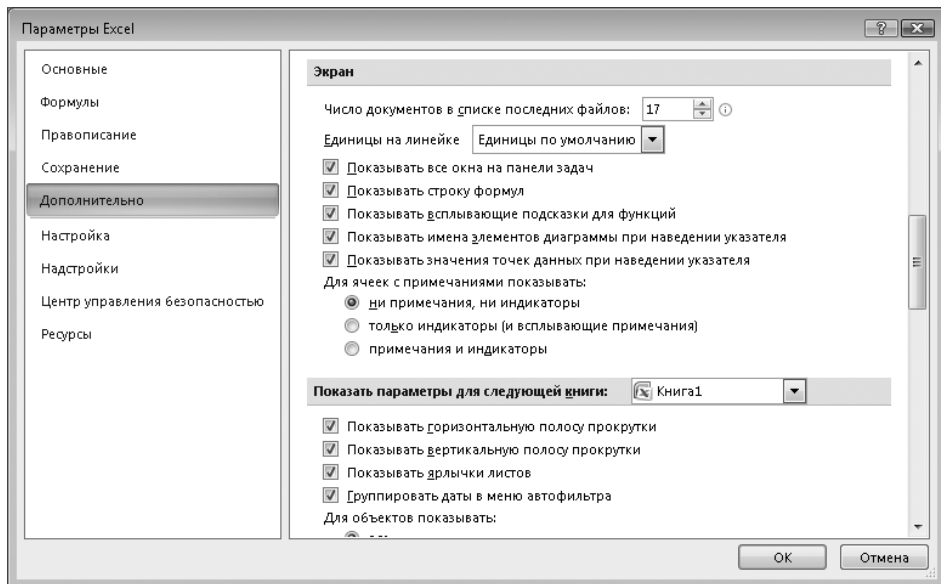 Параметры Excel
Основные
Формулы
Правописание
Сохранение
Дополнительно
Настройка
Надстройки
Центр управления безопасностью
Ресурсы
Экран
Число документов в списке последних файлов: 17
Единицы на линейке Единицы по умолчанию
Показывать все окна на панели задач
Показывать строку формул
Показывать всплывающие подсказки для функций
Показывать имена элементов диаграммы при наведении указателя
Показывать значения точек данных при наведении указателя
Для ячеек с примечаниями показывать:
ни примечания, ни индикаторы
только индикаторы (и всплывающие примечания)
примечания и индикаторы
Показать параметры для следующей книги: Книга1
Показывать горизонтальную полосу прокрутки
Показывать вертикальную полосу прокрутки
Показывать ярлычки листов
Группировать даты в меню автофильтра
Для объектов показывать:
ОК Отмена